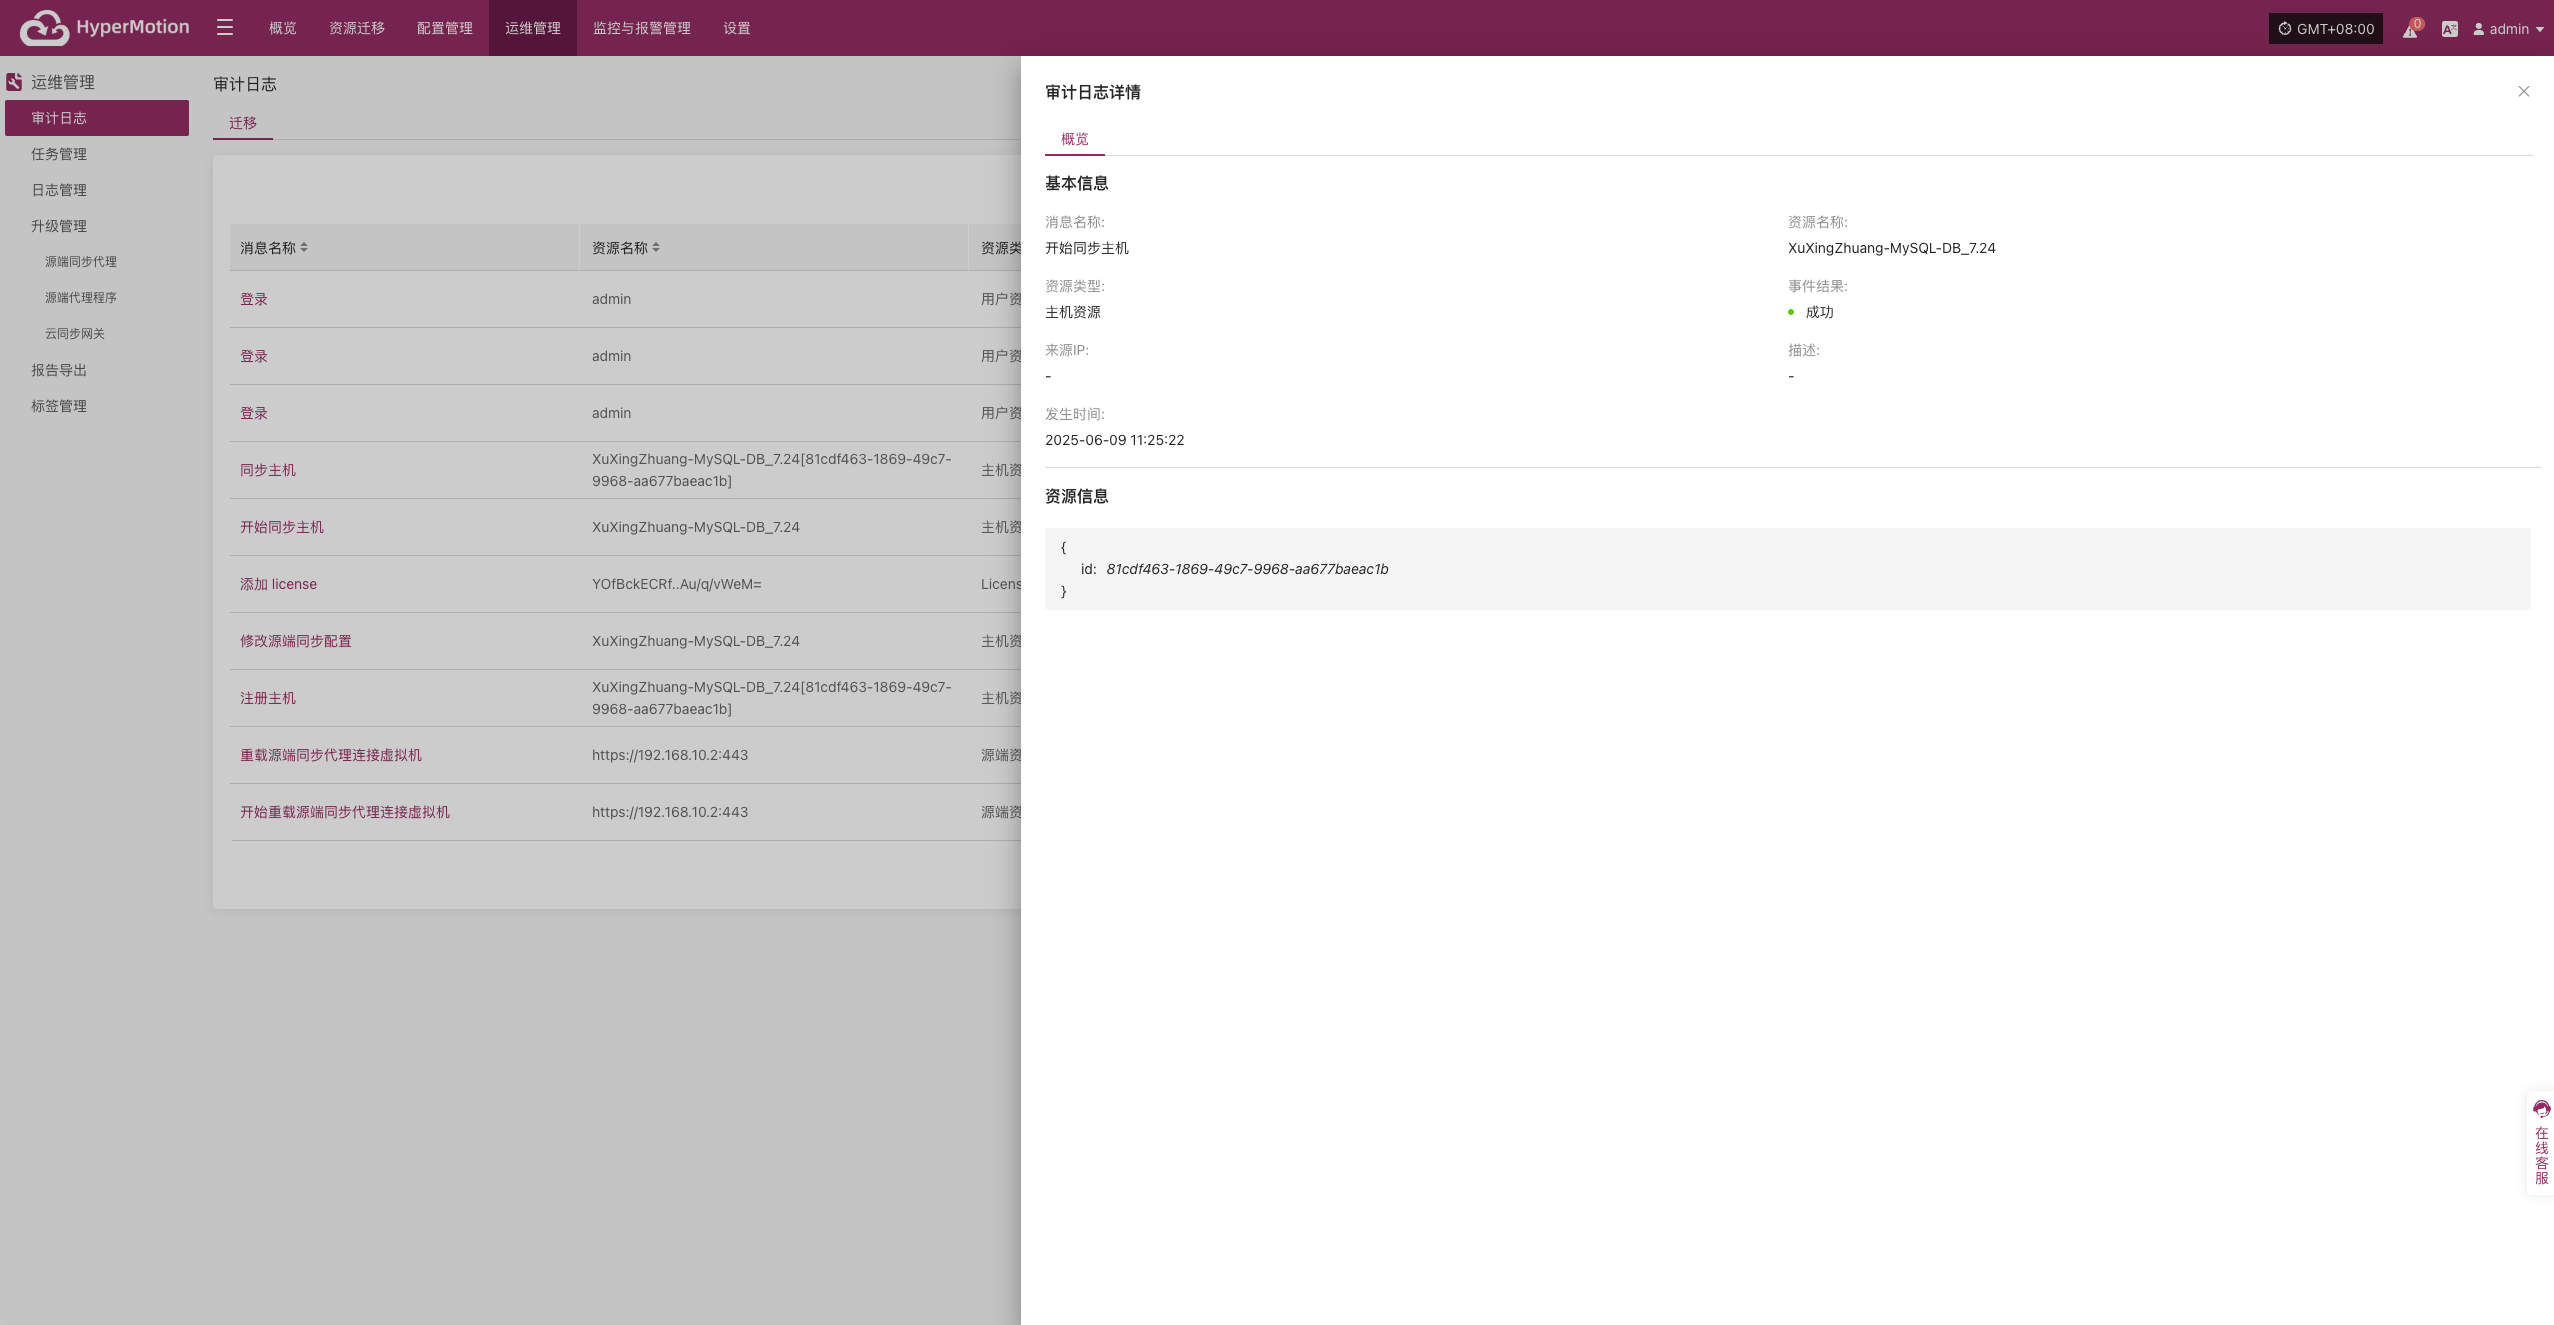 HyperMotion
概览
资源迁移
配置管理
运维管理
监控与报警管理
设置
GMT+08:00
0
admin
运维管理
审计日志
任务管理
日志管理
升级管理
源端同步代理
源端代理程序
云同步网关
报告导出
标签管理
审计日志
迁移
消息名称 资源名称 资源类
登录 admin 用户资
登录 admin 用户资
登录 admin 用户资
同步主机 XuXingZhuang-MySQL-DB_7.24[81cdf463-1869-49c7-
9968-aa677baeac1b] 主机资
开始同步主机 XuXingZhuang-MySQL-DB_7.24 主机资
添加 license YOfBckECRf..Au/q/vWeM= Licens
修改源端同步配置 XuXingZhuang-MySQL-DB_7.24 主机资
注册主机 XuXingZhuang-MySQL-DB_7.24[81cdf463-1869-49c7-
9968-aa677baeac1b] 主机资
重载源端同步代理连接虚拟机 https://192.168.10.2:443 源端资
开始重载源端同步代理连接虚拟机 https://192.168.10.2:443 源端资
审计日志详情
概览
基本信息
消息名称:
开始同步主机
资源名称:
XuXingZhuang-MySQL-DB_7.24
资源类型:
主机资源
事件结果:
成功
来源IP:
-
描述:
-
发生时间:
2025-06-09 11:25:22
资源信息
{
id: 81cdf463-1869-49c7-9968-aa677baeac1b
}
在线客服